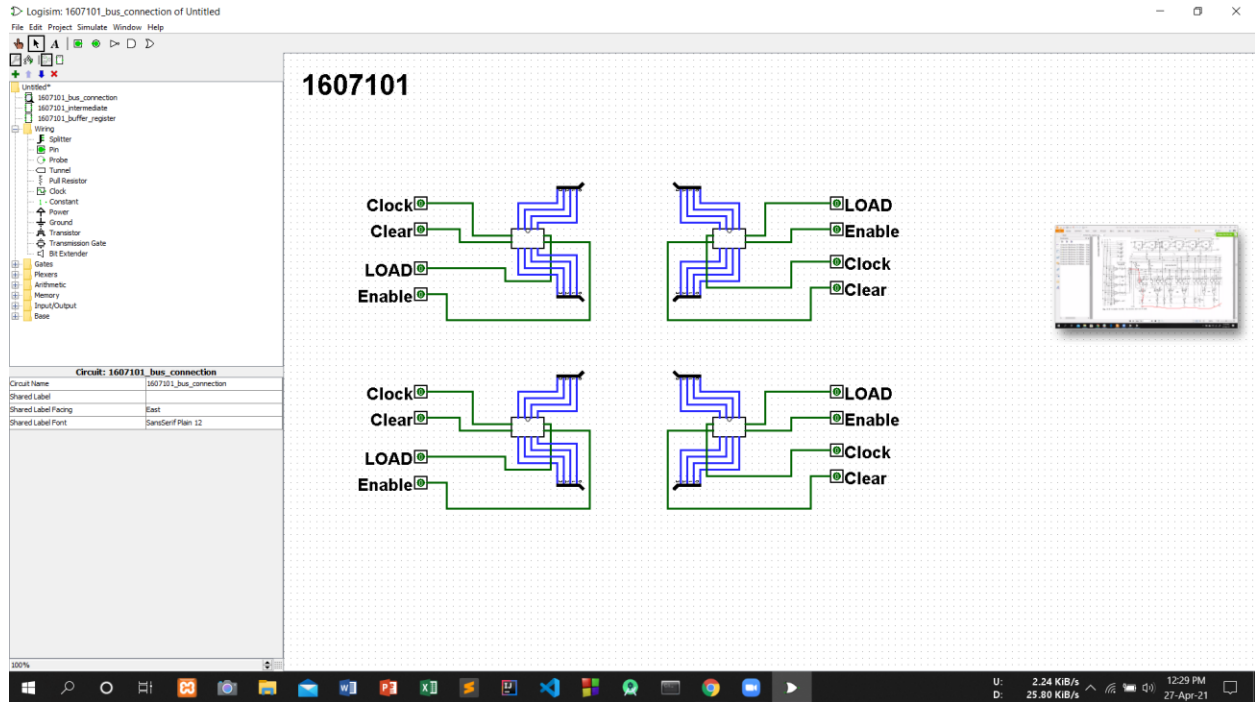 Logisim: 1607101_bus_connection of Untitled
File Edit Project Simulate Window Help
A
Untitled*
1607101_bus_connection
1607101_intermediate
1607101_buffer_register
Wiring
Splitter
Pin
Probe
Tunnel
Pull Resistor
Clock
Constant
Power
Ground
Transistor
Transmission Gate
Bit Extender
Gates
Plexers
Arithmetic
Memory
Input/Output
Base
Circuit: 1607101_bus_connection
Circuit Name 1607101_bus_connection
Shared Label
Shared Label Facing East
Shared Label Font SansSerif Plain 12
100%
1607101
Clock
Clear
LOAD
Enable
LOAD
Enable
Clock
Clear
Clock
Clear
LOAD
Enable
LOAD
Enable
Clock
Clear
U: 2.24 KiB/s
D: 25.80 KiB/s
12:29 PM
27-Apr-21